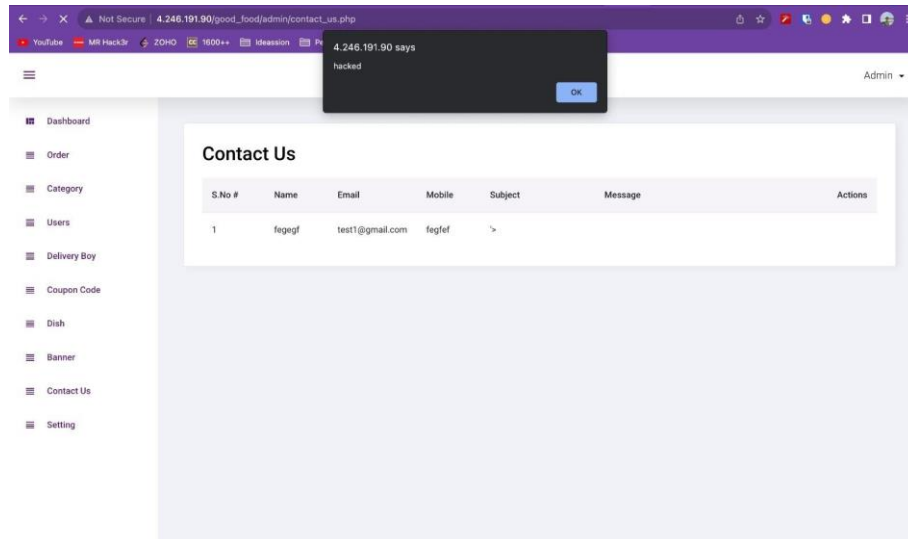 Not Secure 4.246.191.90/good_food/admin/contact_us.php
YouTube MR Hack3r ZOHO CC 1600++ Ideassion
4.246.191.90 says
hacked
OK
Admin
Dashboard
Order
Category
Users
Delivery Boy
Coupon Code
Dish
Banner
Contact Us
Setting
Contact Us
S.No # Name Email Mobile Subject Message Actions
1 fegegf test1@gmail.com fegfef '>